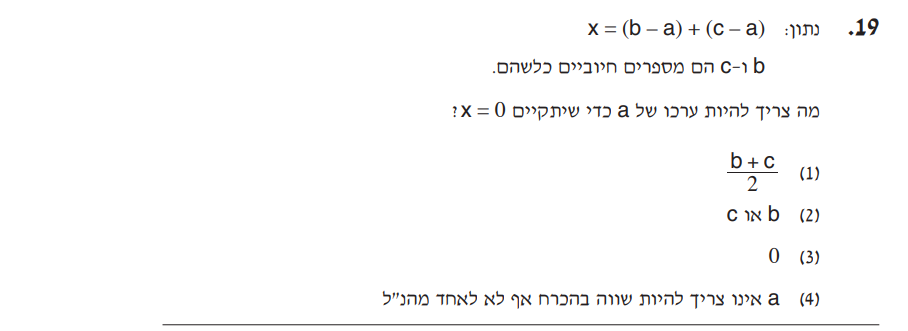 19. נתון: x = (b – a) + (c – a)
b ו-c הם מספרים חיוביים כלשהם.
מה צריך להיות ערכו של a כדי שיתקיים x = 0?
(1) \frac{b + c}{2}
(2) b או c
(3) 0
(4) a אינו צריך להיות שווה בהכרח אף לא לאחד מהנ"ל